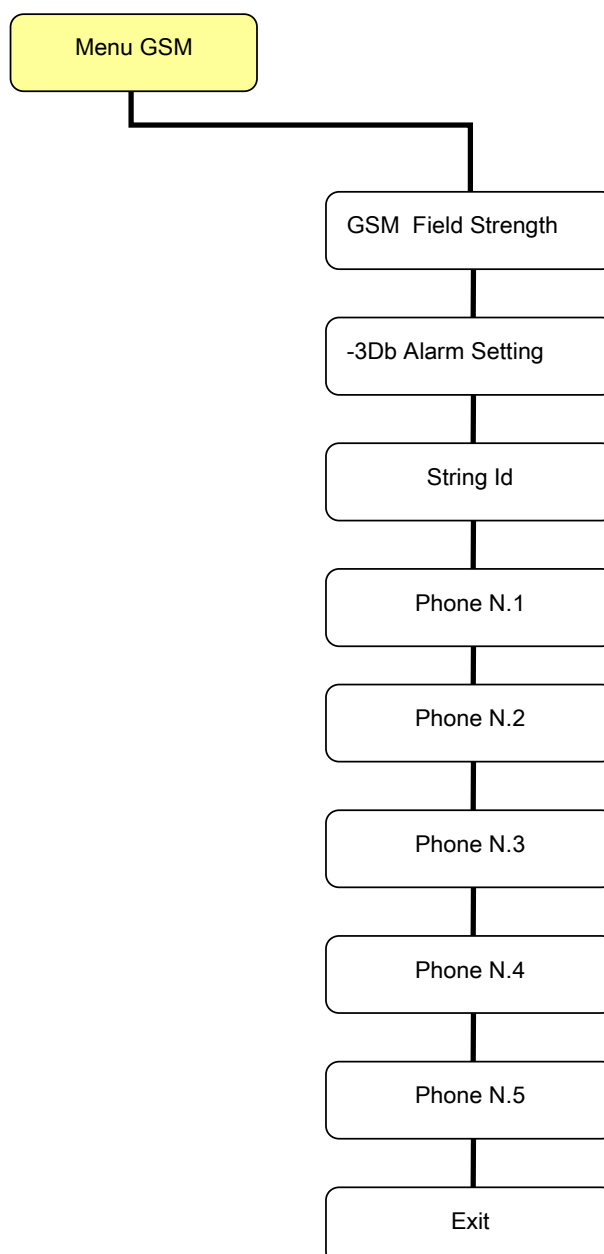 Menu GSM
GSM  Field Strength
-3Db Alarm Setting
String Id
Phone N.1
Phone N.2
Phone N.3
Phone N.4
Phone N.5
Exit